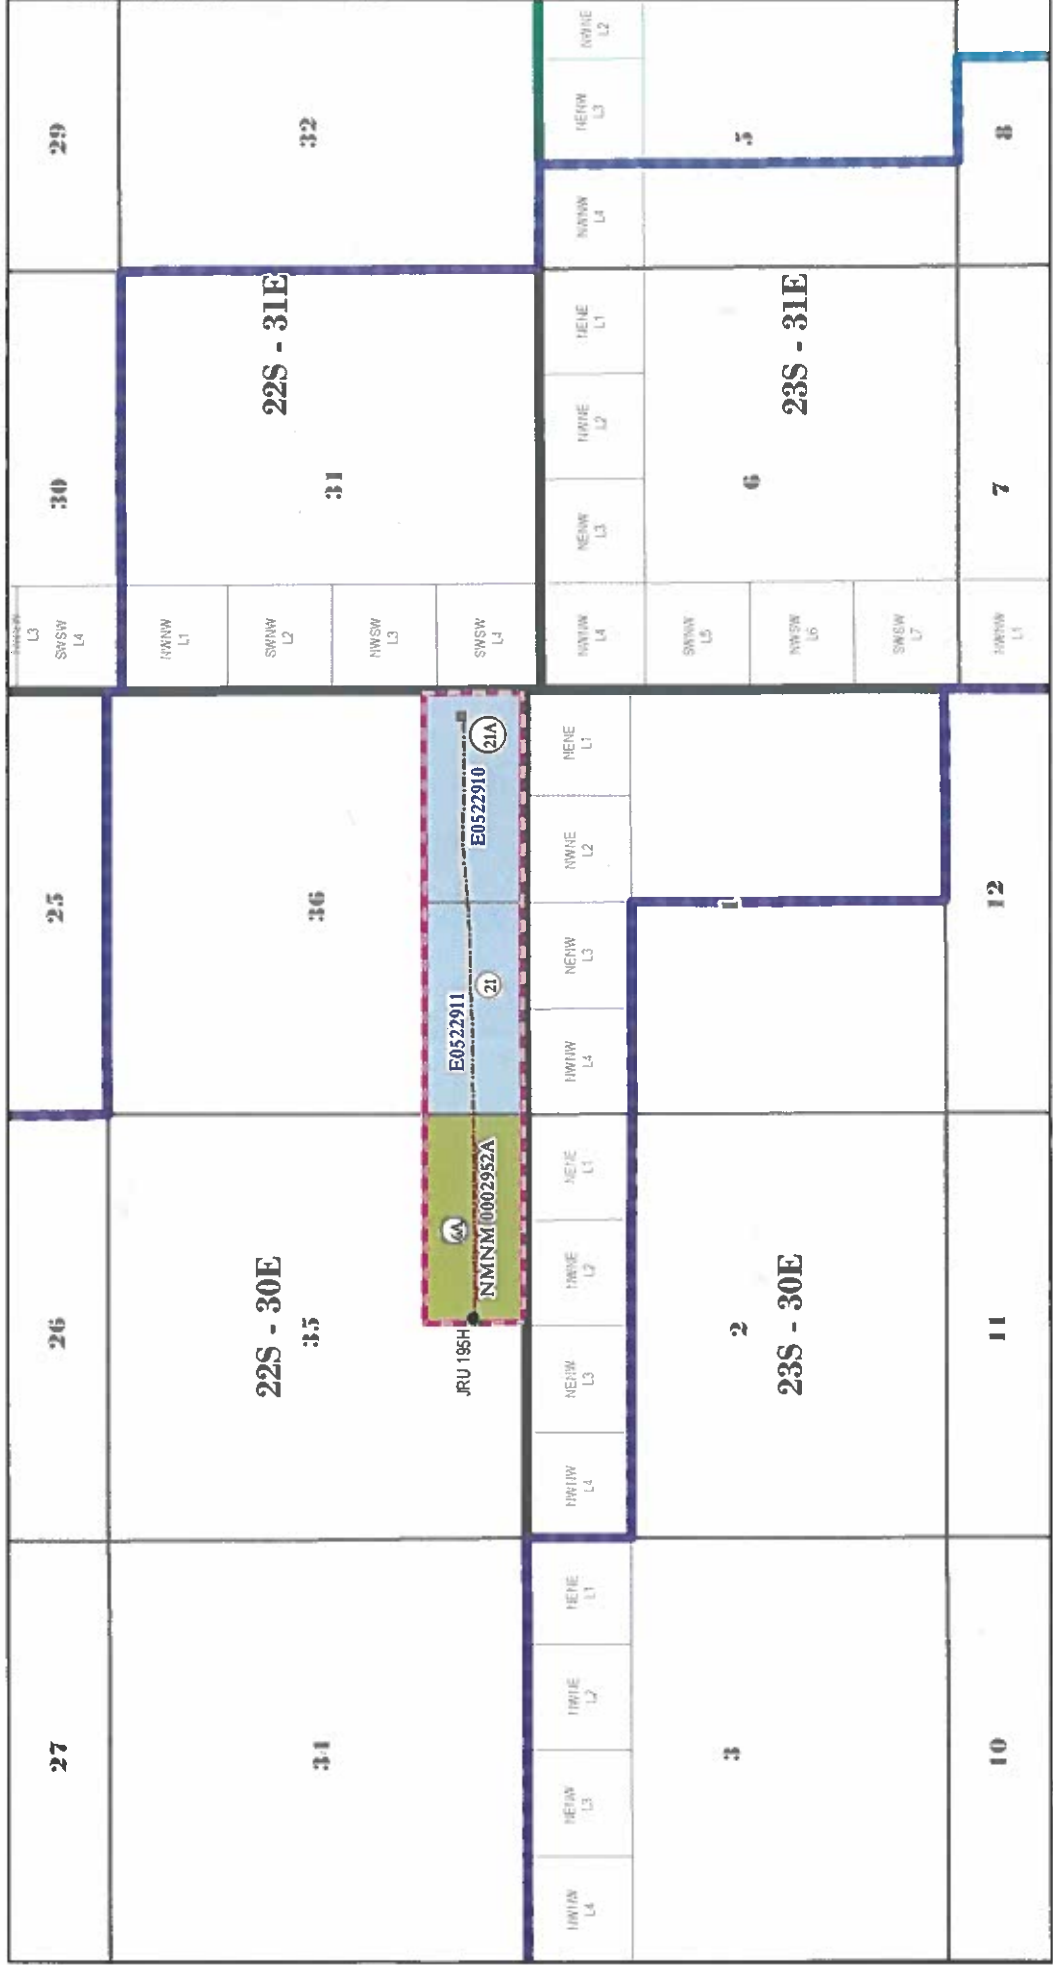 27
26
25
L3
SWSW
L4
30
29
34
22S - 30E
35
36
NWNW
L1
SWNW
L2
NWSW
L3
SWSW
L4
22S - 31E
31
32
JRU 195H
6A
NMNM 0002952A
E0522911
21
E0522910
21A
NWNW
L4
NENW
L3
NWNE
L2
NENE
L1
NWNW
L4
NENW
L3
NWNE
L2
NENE
L1
NWNW
L4
NENW
L3
NWNE
L2
NENE
L1
NWNW
L4
NENW
L3
NWNE
L2
NENE
L1
NWNW
L4
NENW
L3
NWNE
L2
SWNW
L5
NWSW
L6
SWSW
L7
3
2
23S - 30E
1
6
23S - 31E
5
10
11
12
NWNW
L1
7
8